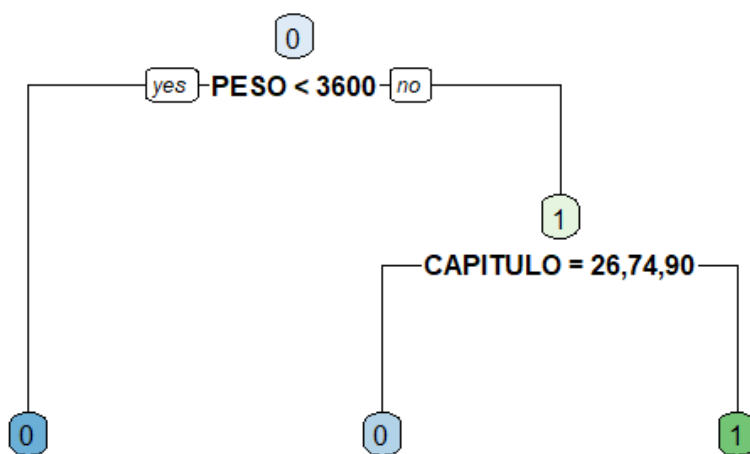 0
yes PESO < 3600 no
1
CAPITULO = 26,74,90
0 0 1